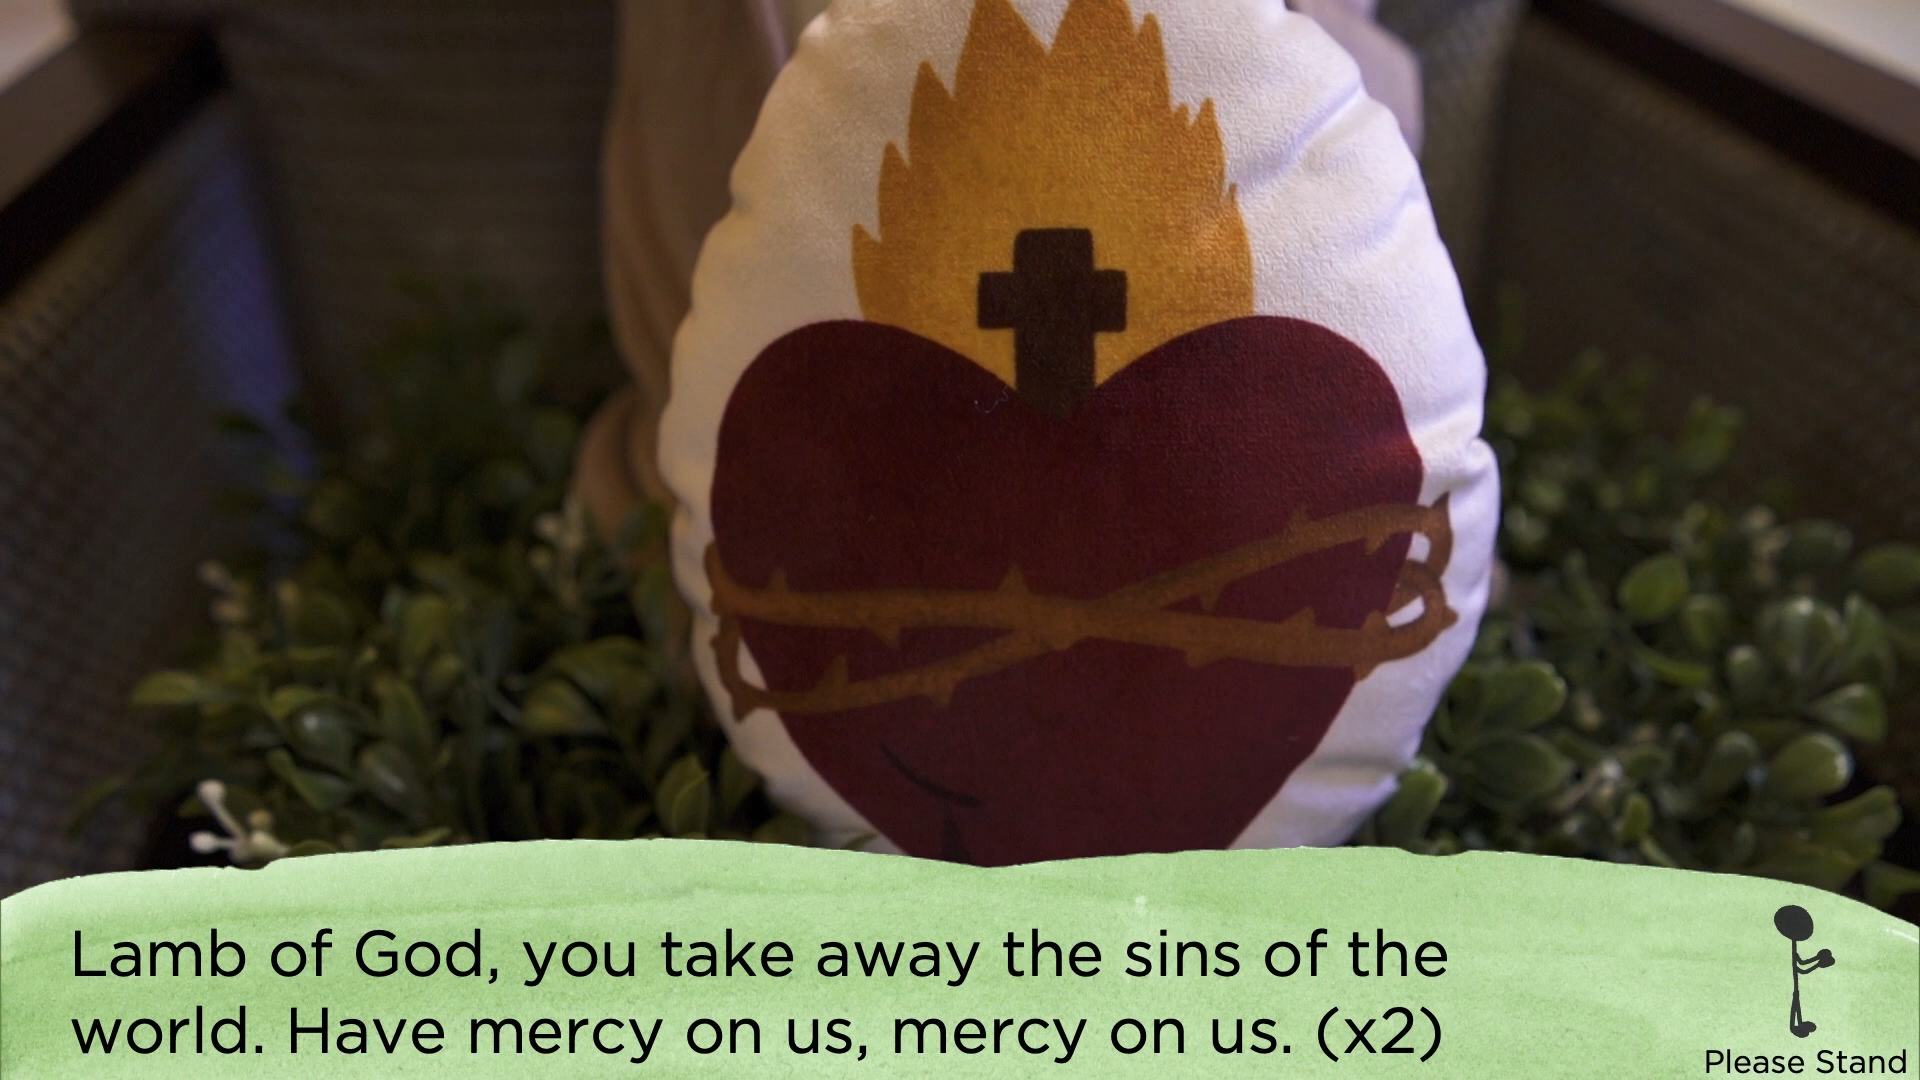 Lamb of God, you take away the sins of the
world. Have mercy on us, mercy on us. (x2)
Please Stand